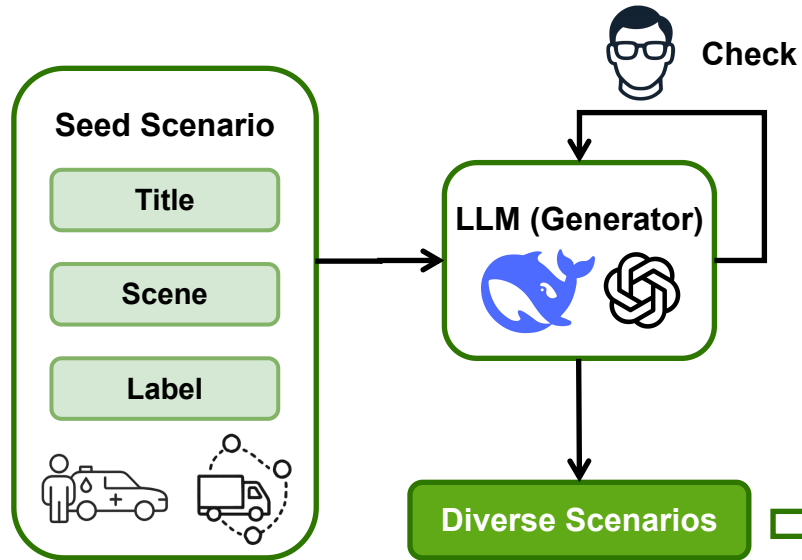 Check
Seed Scenario
Title
LLM (Generator)
Scene
Label
Diverse Scenarios